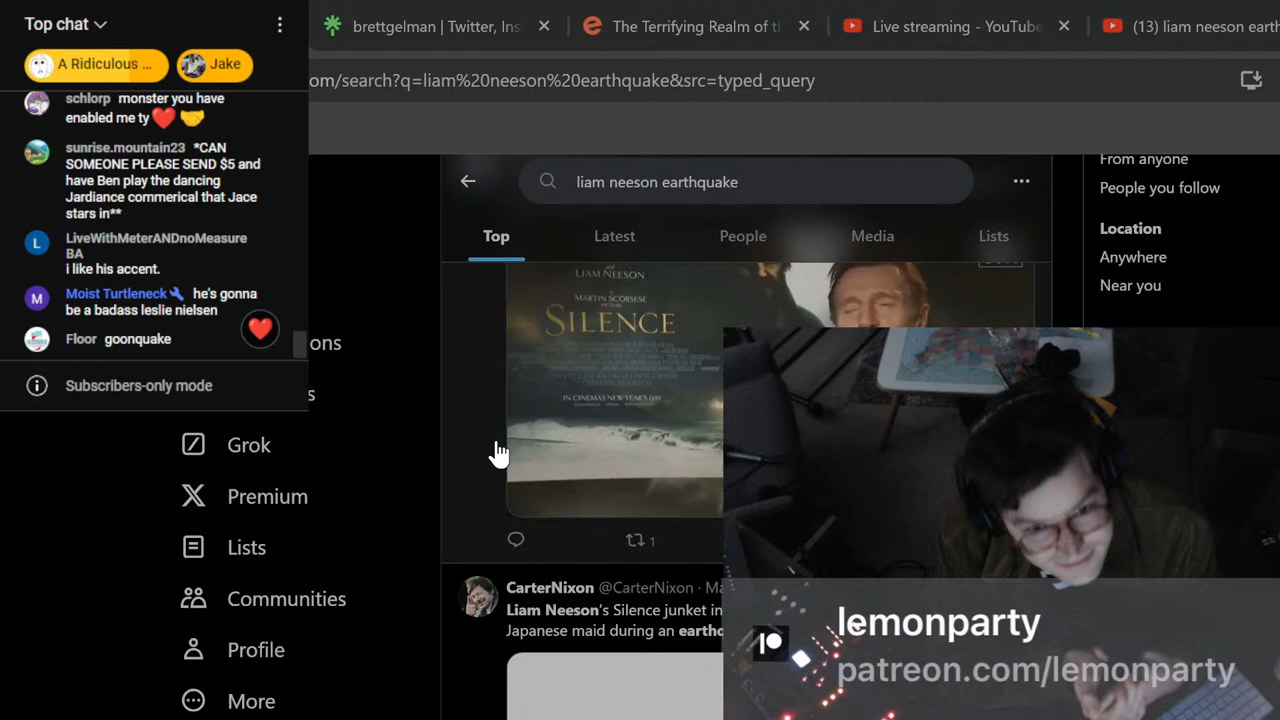 Top chat
A Ridiculous ...
Jake
schlorp monster you have
enabled me ty
sunrise.mountain23 *CAN
SOMEONE PLEASE SEND $5 and
have Ben play the dancing
Jardiance commerical that Jace
stars in**
L
LiveWithMeterANDnoMeasure
BA
i like his accent.
M
Moist Turtleneck he's gonna
be a badass leslie nielsen
Floor goonquake
Subscribers-only mode
brettgelman | Twitter, Ins
The Terrifying Realm of t
Live streaming - YouTube
(13) liam neeson earth
om/search?q=liam%20neeson%20earthquake&src=typed_query
liam neeson earthquake
Top
Latest
People
Media
Lists
From anyone
People you follow
Location
Anywhere
Near you
ons
s
Grok
Premium
Lists
Communities
Profile
More
LIAM NEESON
A
MARTIN SCORSESE
PICTURE
SILENCE
IN CINEMAS NEW YEAR'S DAY
1
CarterNixon @CarterNixon · Ma
Liam Neeson's Silence junket in
Japanese maid during an earthq
lemonparty
patreon.com/lemonparty